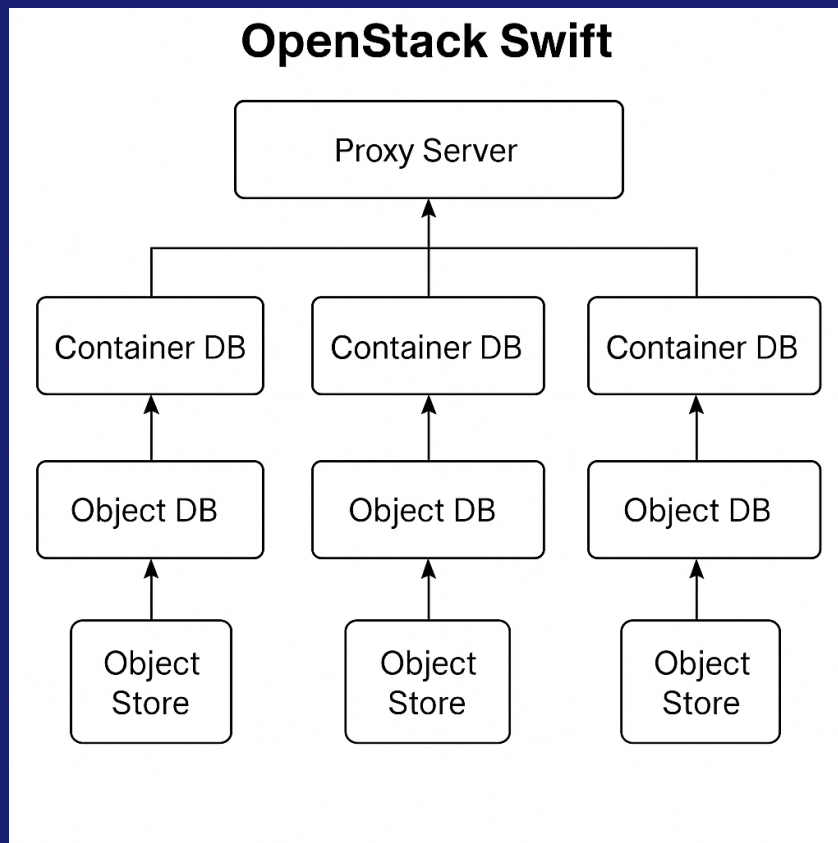 OpenStack Swift
Proxy Server
Container DB
Container DB
Container DB
Object DB
Object DB
Object DB
Object
Store
Object
Store
Object
Store